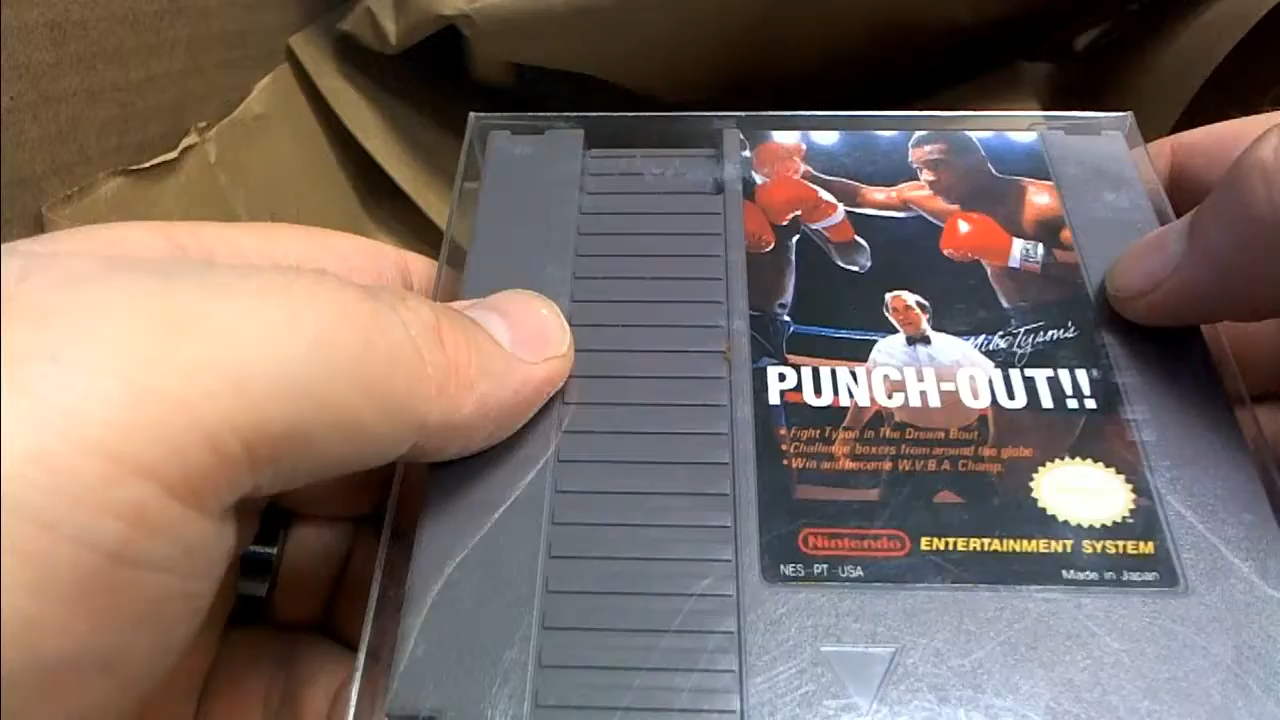 Mike Tyson's
PUNCH-OUT!!
• Fight Tyson in The Dream Bout.
• Challenge boxers from around the globe
• Win and become W.V.B.A. Champ.
Nintendo ENTERTAINMENT SYSTEM
NES-PT-USA
Made in Japan